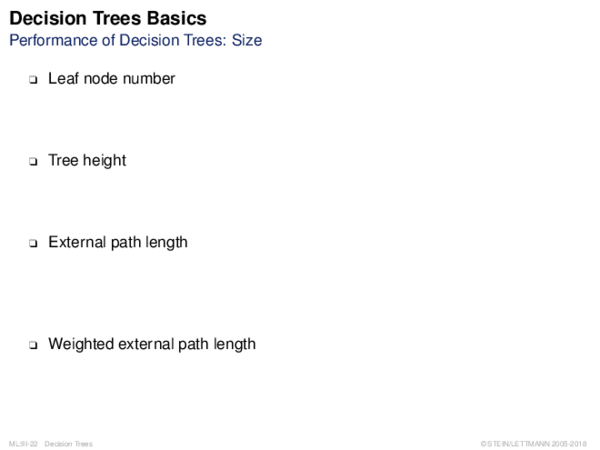 Decision Trees Basics
Performance of Decision Trees: Size
❑ Leaf node number
❑ Tree height
❑ External path length
❑ Weighted external path length
ML:III-22 Decision Trees
© STEIN/LETTMANN 2005-2018